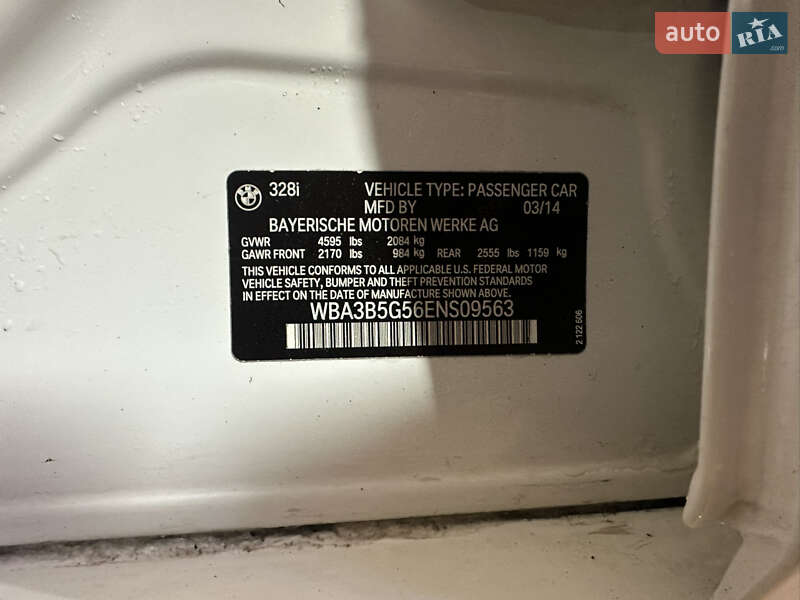 auto RIA
.com
328i VEHICLE TYPE: PASSENGER CAR
MFD BY 03/14
BAYERISCHE MOTOREN WERKE AG
GVWR 4595 lbs 2084 kg
GAWR FRONT 2170 lbs 984 kg REAR 2555 lbs 1159 kg
THIS VEHICLE CONFORMS TO ALL APPLICABLE U.S. FEDERAL MOTOR
VEHICLE SAFETY, BUMPER AND THEFT PREVENTION STANDARDS
IN EFFECT ON THE DATE OF MANUFACTURE SHOWN ABOVE.
WBA3B5G56ENS09563
2 122 606